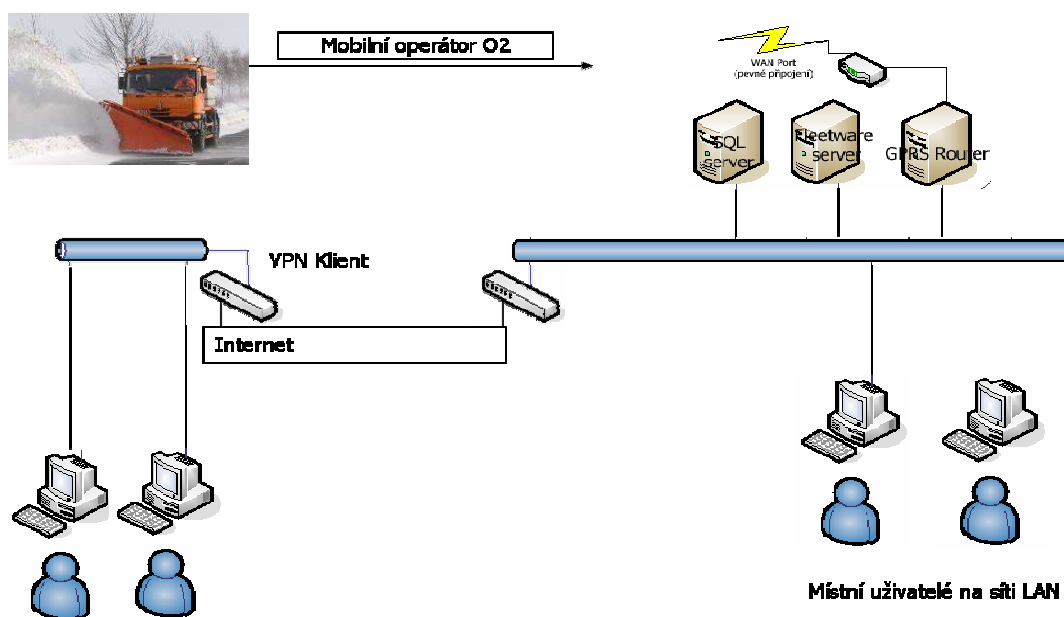 Mobilní operátor O2
WAN Port
(pevné připojení)
SQL
server
Fleetware
server
GPRS Router
VPN Klient
Internet
Místní uživatelé na síti LAN